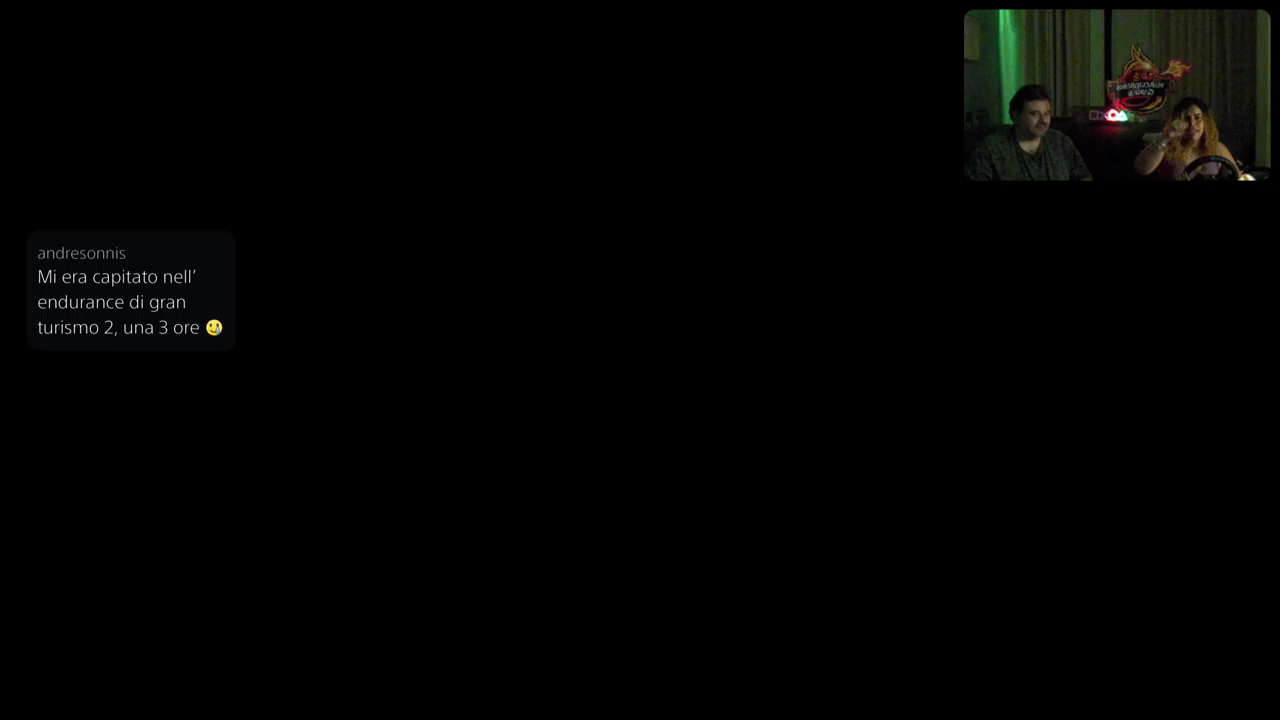 andresonnis
Mi era capitato nell’
endurance di gran
turismo 2, una 3 ore 🥲